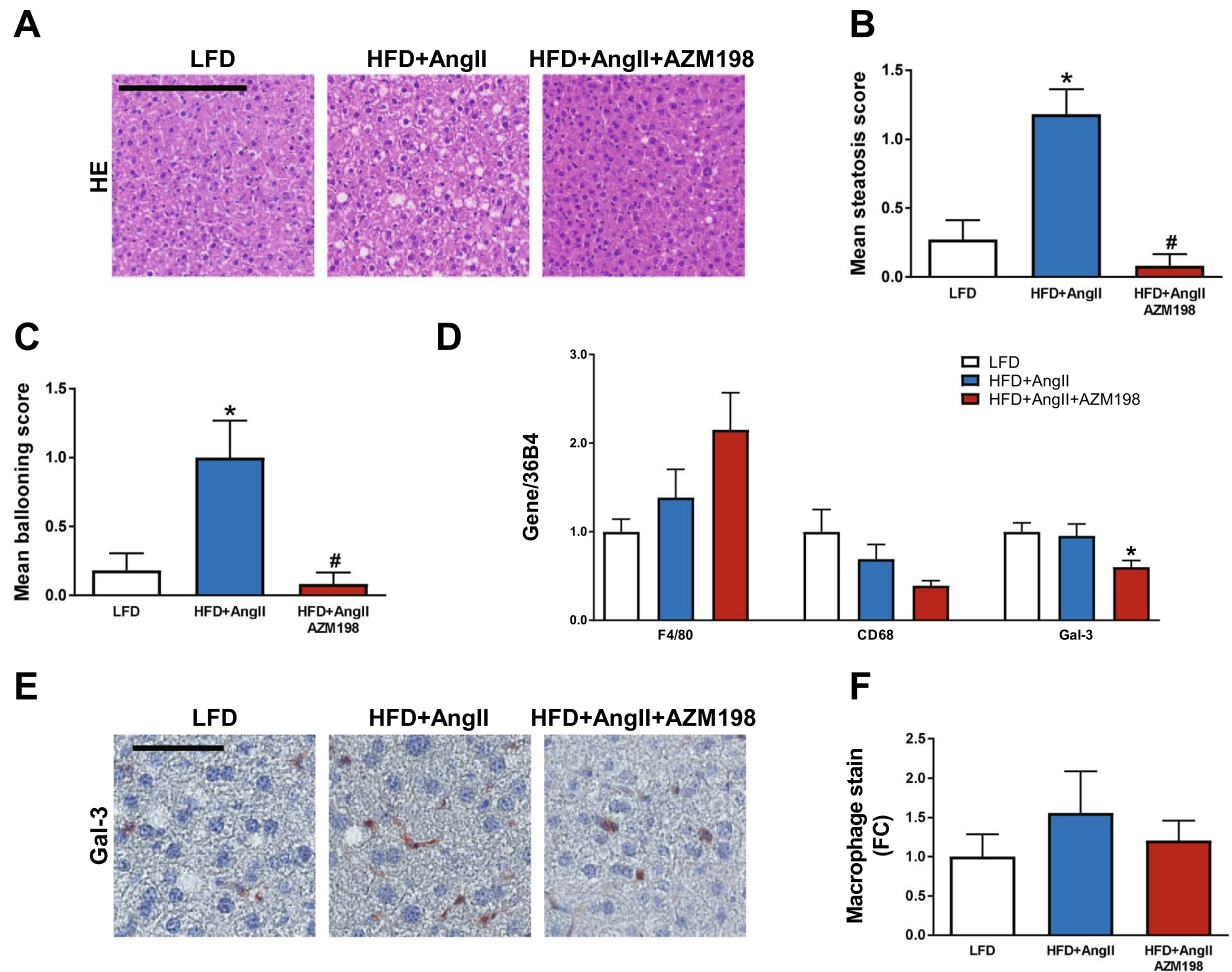 A
LFD
HFD+AngII
HFD+AngII+AZM198
HE
B
Mean steatosis score
1.5
1.0
0.5
0.0
*
#
LFD
HFD+AngII
HFD+AngII
AZM198
C
Mean ballooning score
1.5
1.0
0.5
0.0
*
#
LFD
HFD+AngII
HFD+AngII
AZM198
D
Gene/36B4
3.0
2.0
1.0
0.0
LFD
HFD+AngII
HFD+AngII+AZM198
*
F4/80
CD68
Gal-3
E
LFD
HFD+AngII
HFD+AngII+AZM198
Gal-3
F
Macrophage stain
(FC)
2.5
2.0
1.5
1.0
0.5
0.0
LFD
HFD+AngII
HFD+AngII
AZM198